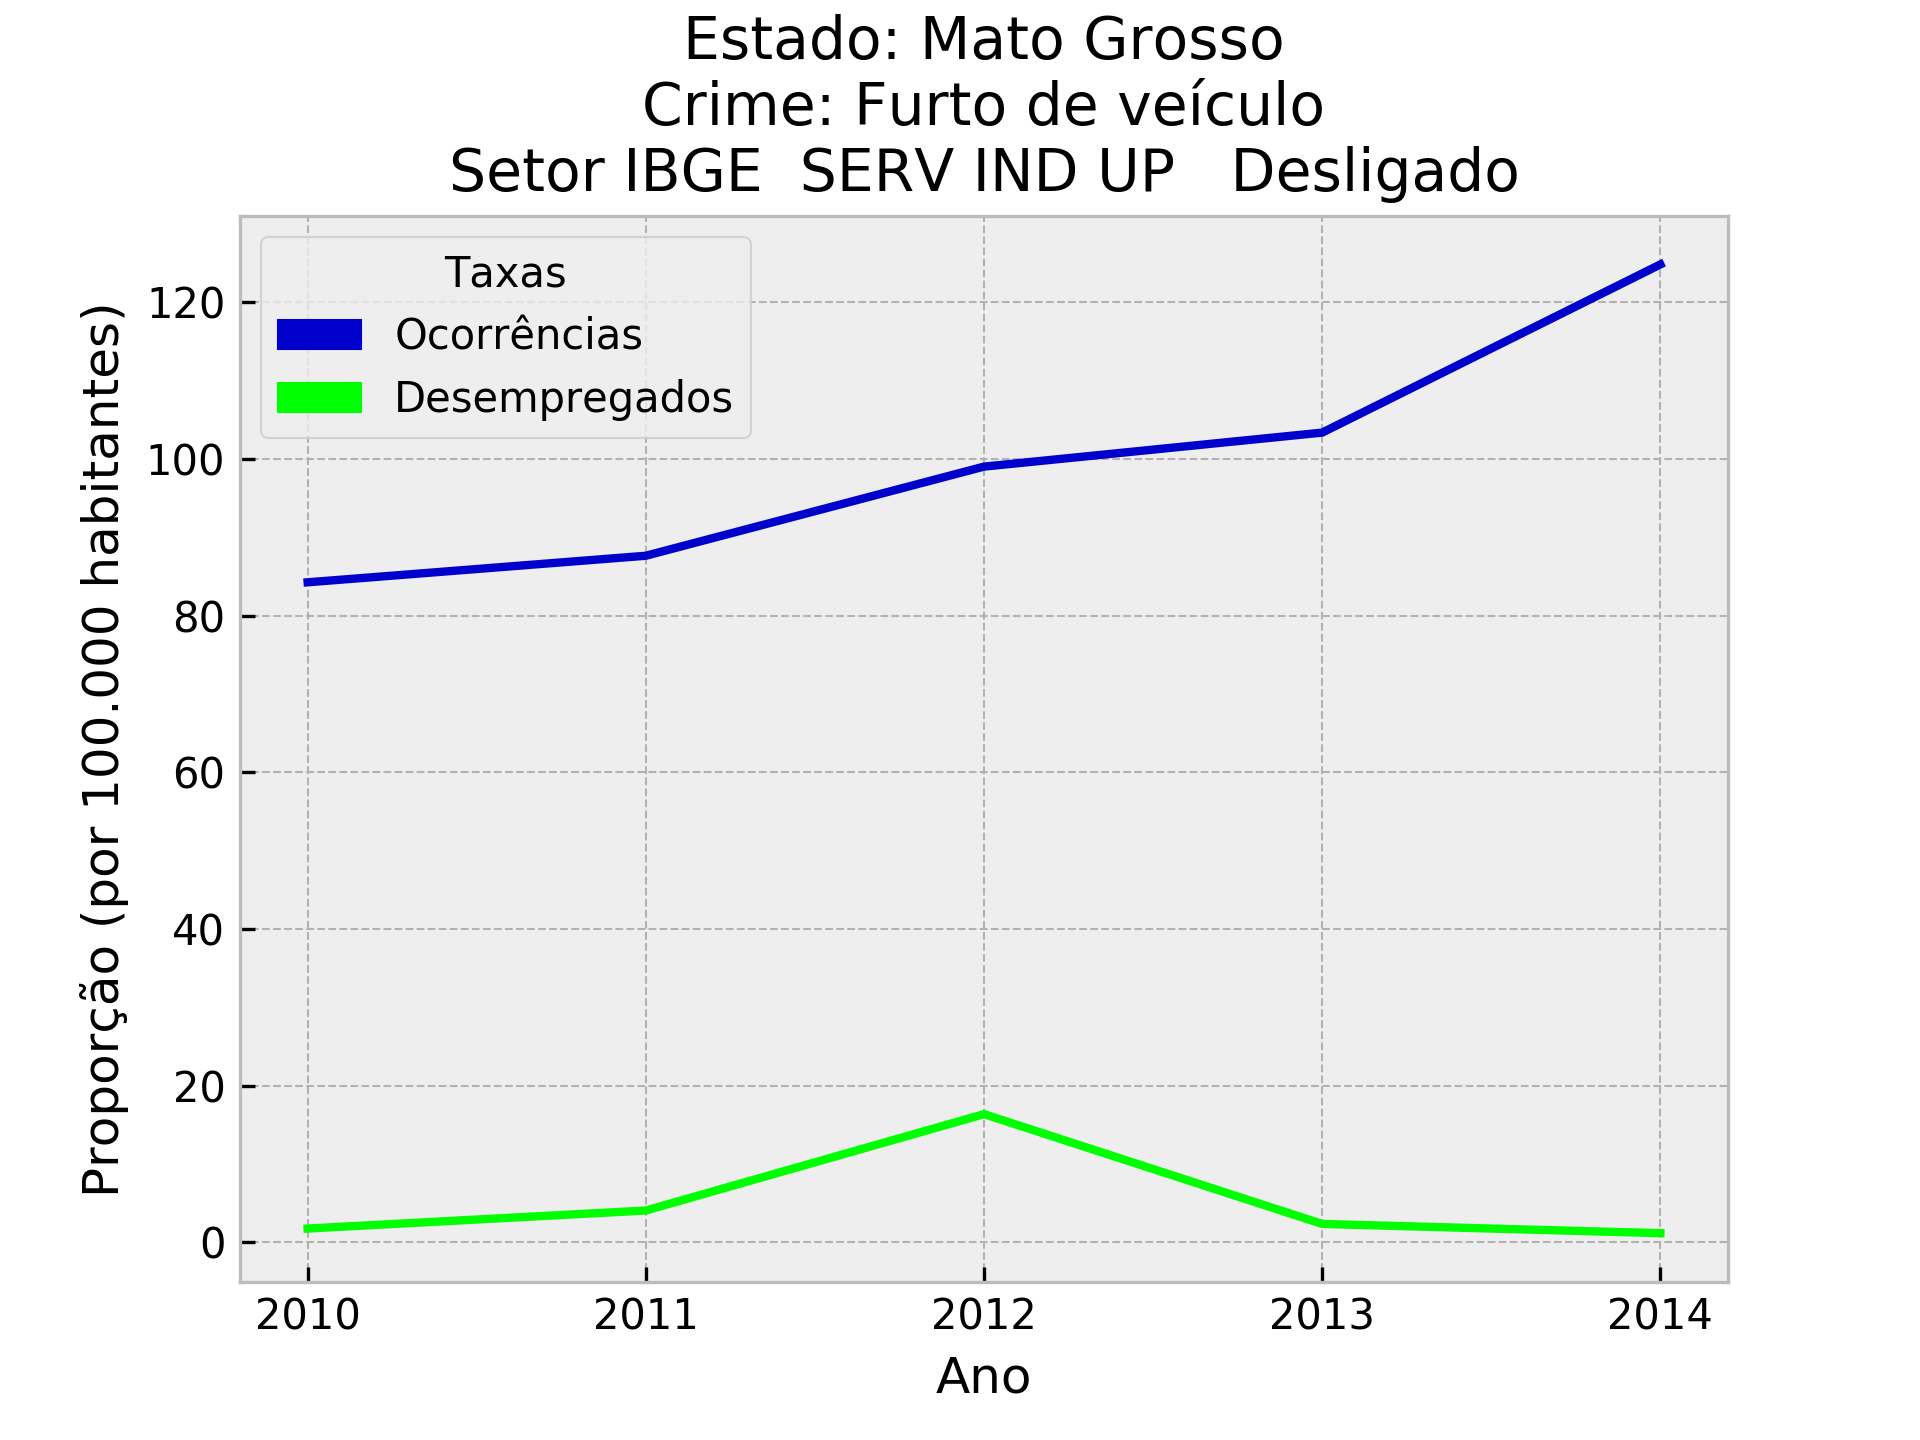 Estado: Mato Grosso
Crime: Furto de veículo
Setor IBGE  SERV IND UP   Desligado
Taxas
Ocorrências
Desempregados
Proporção (por 100.000 habitantes)
120
100
80
60
40
20
0
2010 2011 2012 2013 2014
Ano